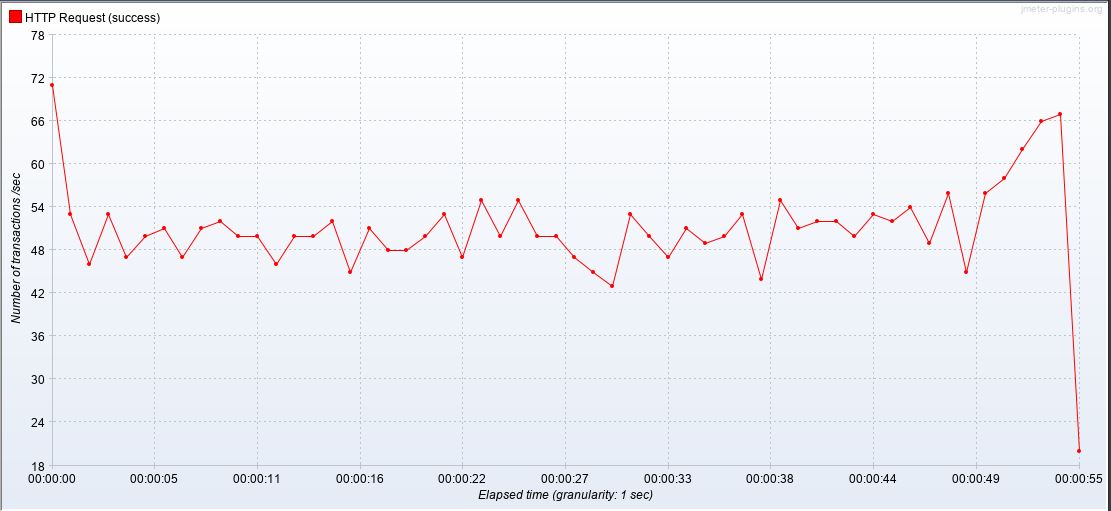 jmeter-plugins.org
HTTP Request (success)
78
72
66
60
54
48
42
36
30
24
18
Number of transactions /sec
00:00:00 00:00:05 00:00:11 00:00:16 00:00:22 00:00:27 00:00:33 00:00:38 00:00:44 00:00:49 00:00:55
Elapsed time (granularity: 1 sec)